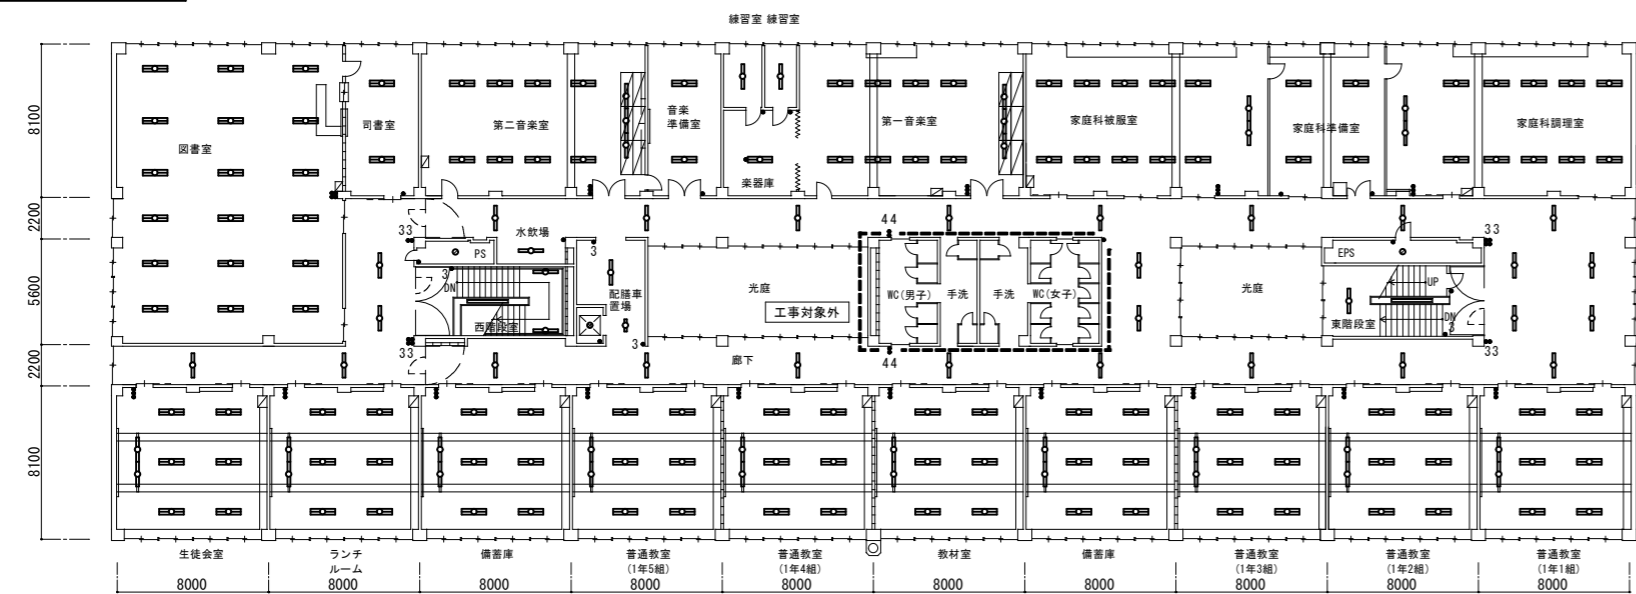 練習室 練習室
8100
図書室
司書室
第二音楽室
音楽
準備室
楽器庫
第一音楽室
家庭科被服室
家庭科準備室
家庭科調理室
2200
33
水飲場
3
44
33
5600
PS
3
DN
西階段室
配膳車
置場
光庭
工事対象外
WC(男子)
手洗
手洗
WC(女子)
光庭
EPS
UP
DN
3
東階段室
2200
33
3
廊下
44
33
8100
生徒会室
ランチ
ルーム
備蓄庫
普通教室
(1年5組)
普通教室
(1年4組)
教材室
備蓄庫
普通教室
(1年3組)
普通教室
(1年2組)
普通教室
(1年1組)
8000
8000
8000
8000
8000
8000
8000
8000
8000
8000